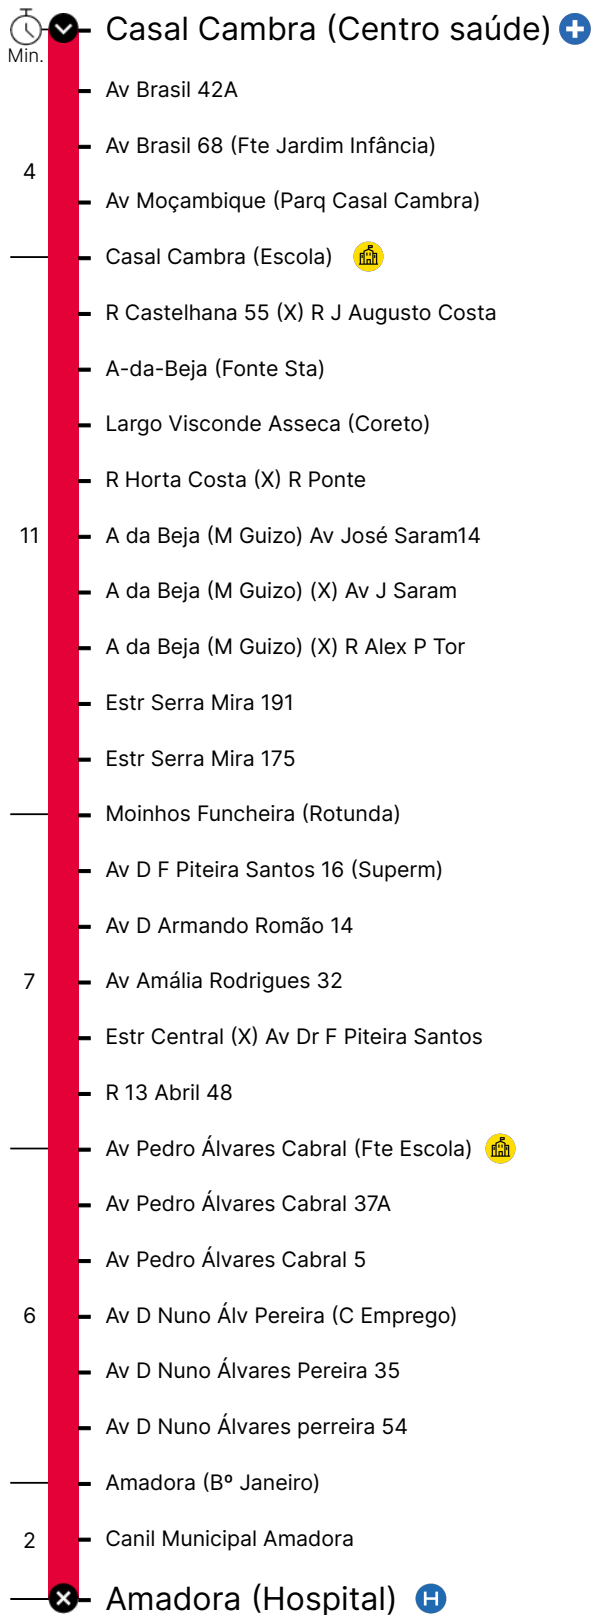 Casal Cambra (Centro saúde)
Min.
Av Brasil 42A
Av Brasil 68 (Fte Jardim Infância)
4
Av Moçambique (Parq Casal Cambra)
Casal Cambra (Escola)
R Castelhana 55 (X) R J Augusto Costa
A-da-Beja (Fonte Sta)
Largo Visconde Asseca (Coreto)
R Horta Costa (X) R Ponte
11 A da Beja (M Guizo) Av José Saram14
A da Beja (M Guizo) (X) Av J Saram
A da Beja (M Guizo) (X) R Alex P Tor
Estr Serra Mira 191
Estr Serra Mira 175
Moinhos Funcheira (Rotunda)
Av D F Piteira Santos 16 (Superm)
Av D Armando Romão 14
7 Av Amália Rodrigues 32
Estr Central (X) Av Dr F Piteira Santos
R 13 Abril 48
Av Pedro Álvares Cabral (Fte Escola)
Av Pedro Álvares Cabral 37A
Av Pedro Álvares Cabral 5
6 Av D Nuno Álv Pereira (C Emprego)
Av D Nuno Álvares Pereira 35
Av D Nuno Álvares perreira 54
Amadora (Bº Janeiro)
2 Canil Municipal Amadora
Amadora (Hospital) H